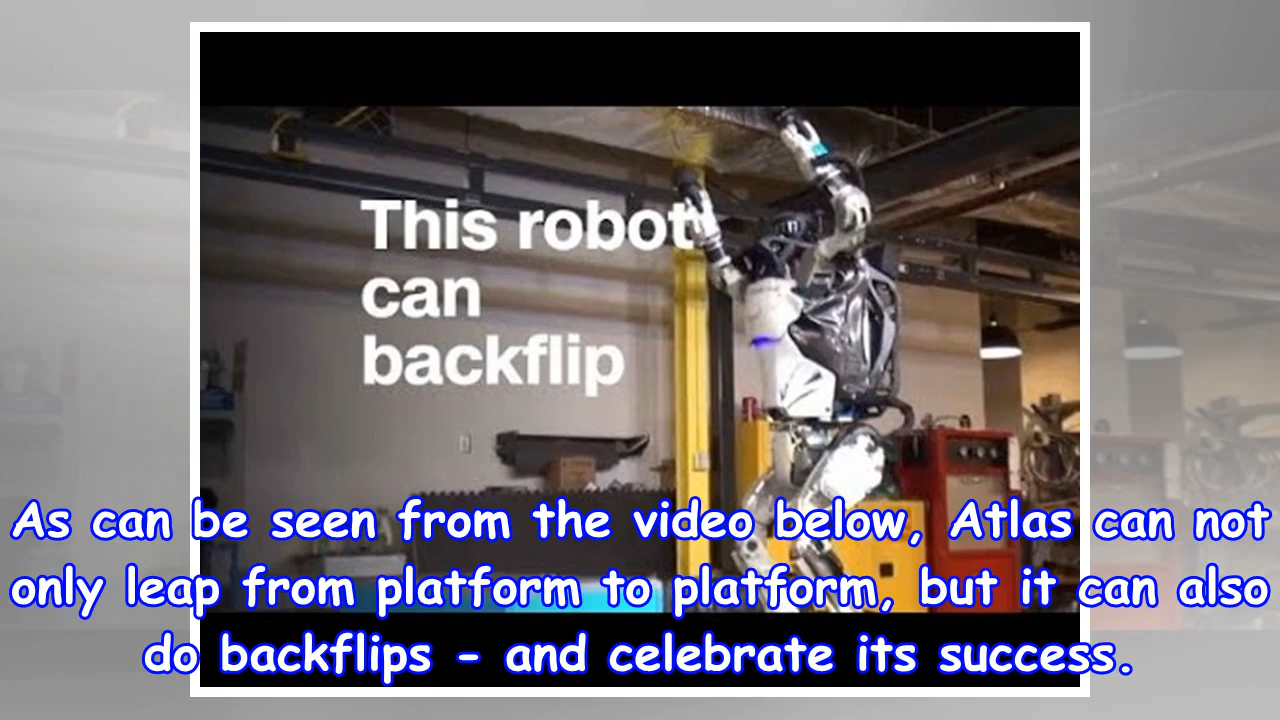 This robot
can
backflip
As can be seen from the video below, Atlas can not
only leap from platform to platform, but it can also
do backflips - and celebrate its success.